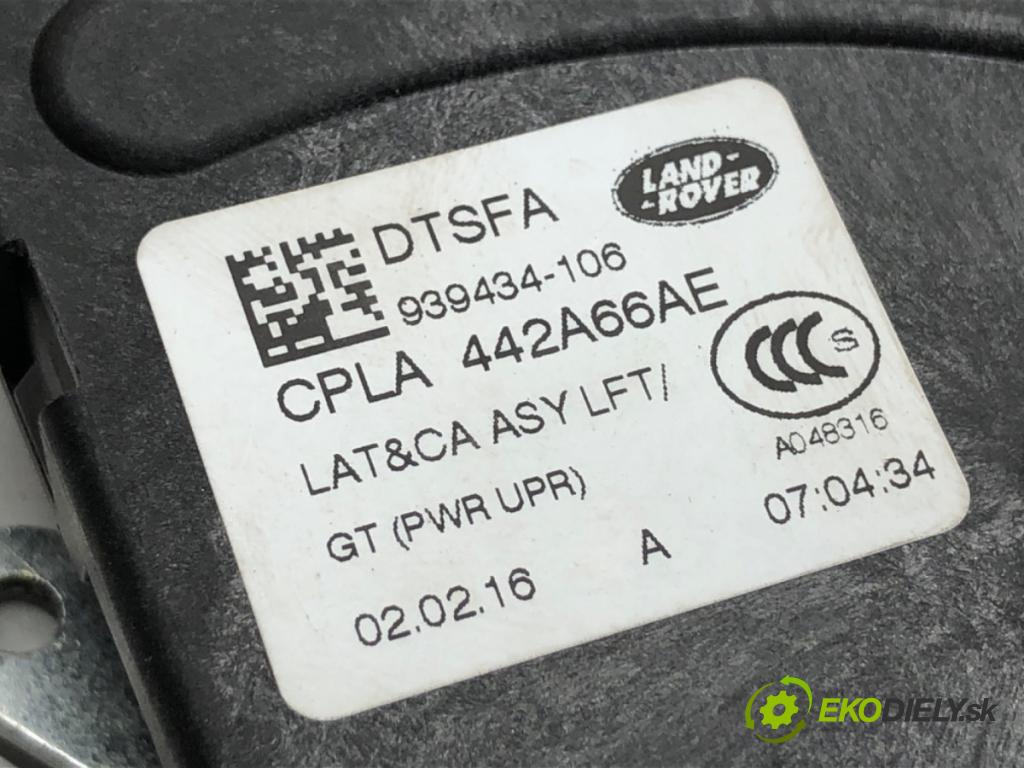 DTSFA
LAND-
-ROVER
939434-106
CPLA 442A66AE
CCC S
LAT&CA ASY LFT/
A048316
GT (PWR UPR)
07:04:34
02.02.16 A
EKODIELY.sk